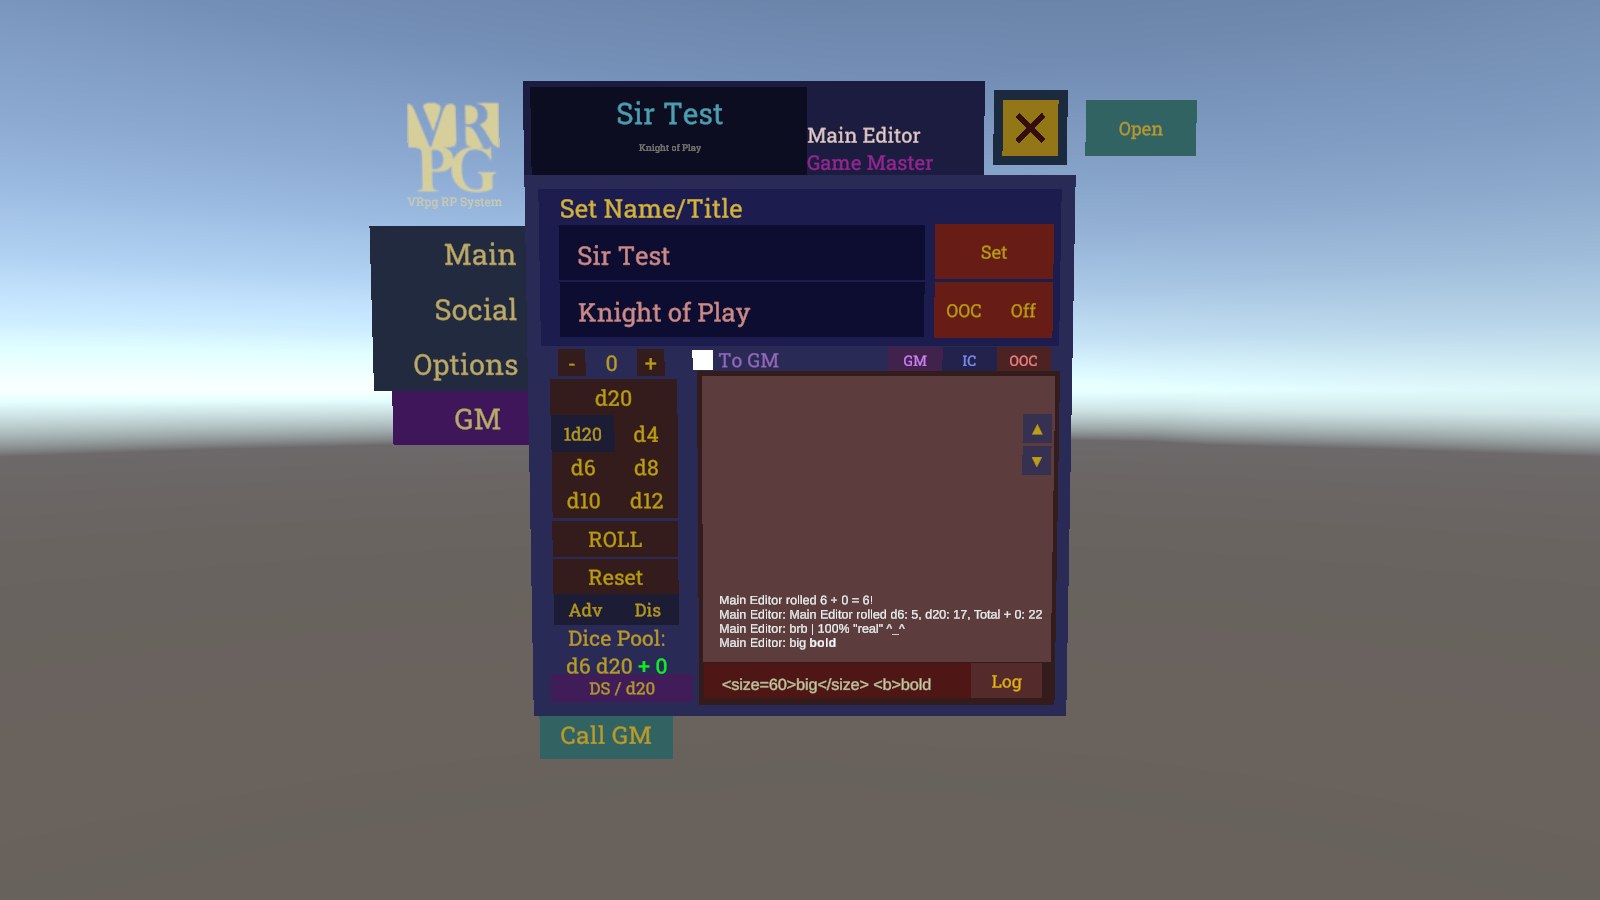 VR
PG
VRpg RP System
Sir Test
Knight of Play
Main Editor
Game Master
Open
Main
Social
Options
GM
Set Name/Title
Sir Test
Set
Knight of Play
OOC Off
- 0 +
To GM
GM IC OOC
d20
1d20 d4
d6 d8
d10 d12
ROLL
Reset
Adv Dis
Dice Pool:
d6 d20 + 0
DS / d20
Call GM
▲
▼
Main Editor rolled 6 + 0 = 6!
Main Editor: Main Editor rolled d6: 5, d20: 17, Total + 0: 22
Main Editor: brb | 100% "real" ^_^
Main Editor: big bold
<size=60>big</size> <b>bold
Log